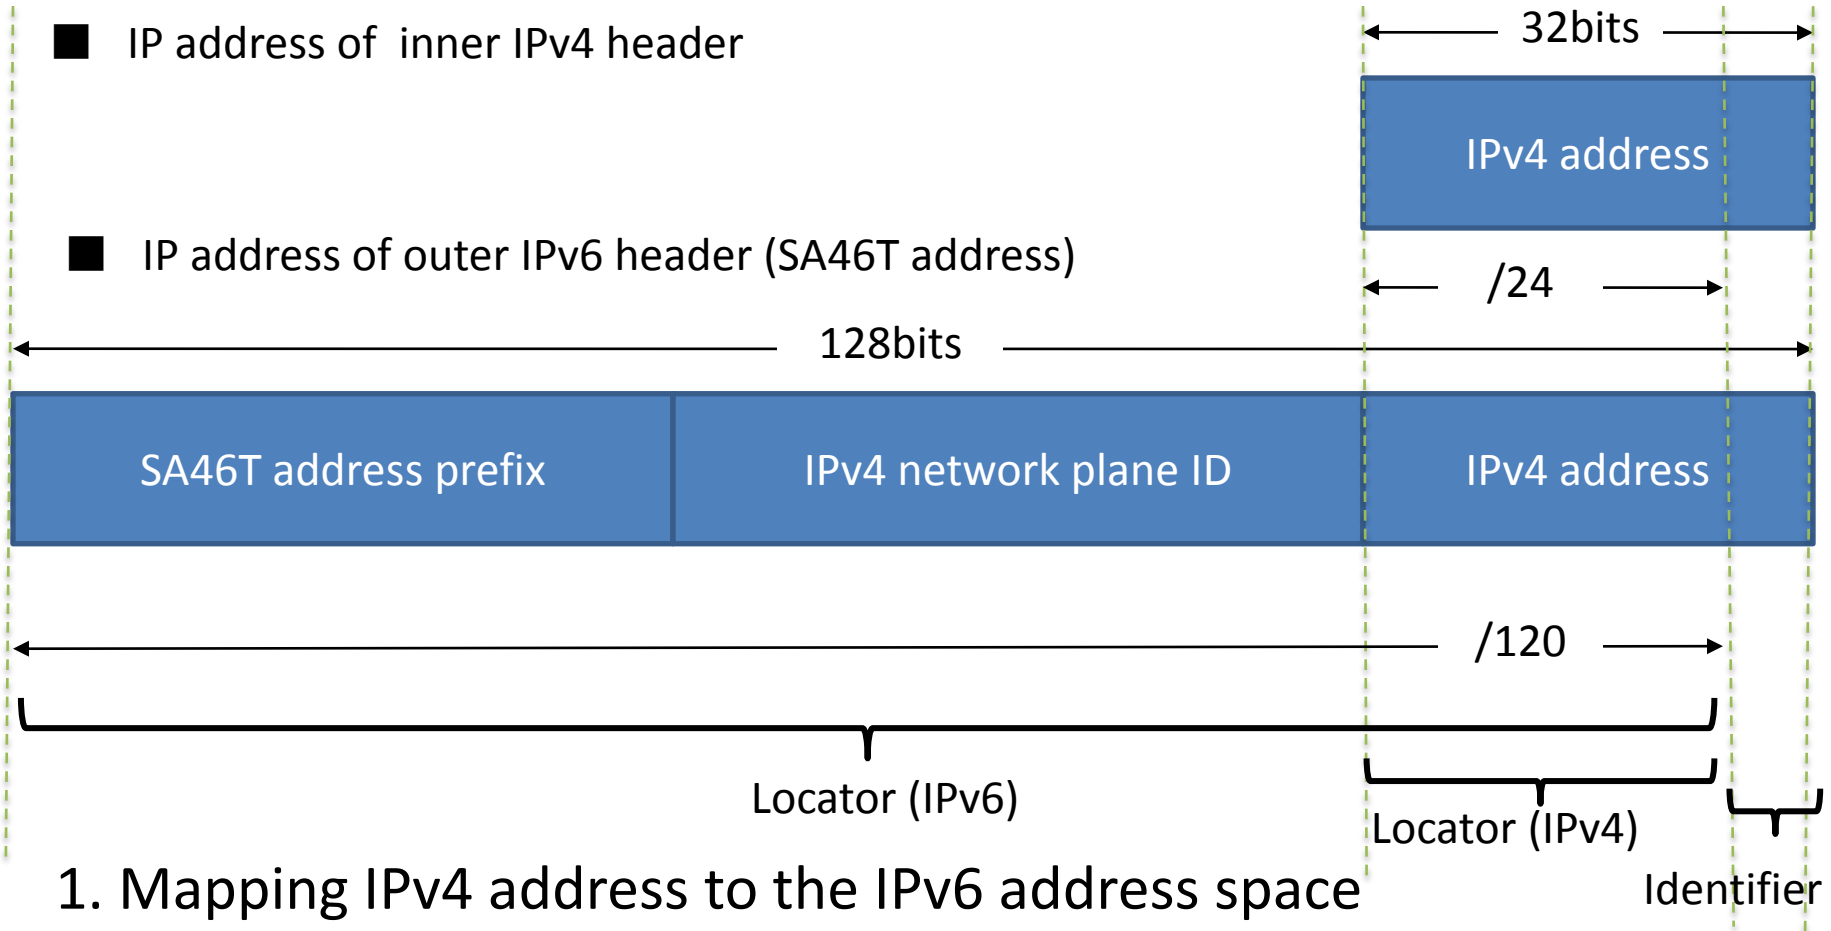 ■ IP address of inner IPv4 header
32bits
IPv4 address
■ IP address of outer IPv6 header (SA46T address)
/24
128bits
SA46T address prefix
IPv4 network plane ID
IPv4 address
/120
Locator (IPv6)
Locator (IPv4)
Identifier
1. Mapping IPv4 address to the IPv6 address space